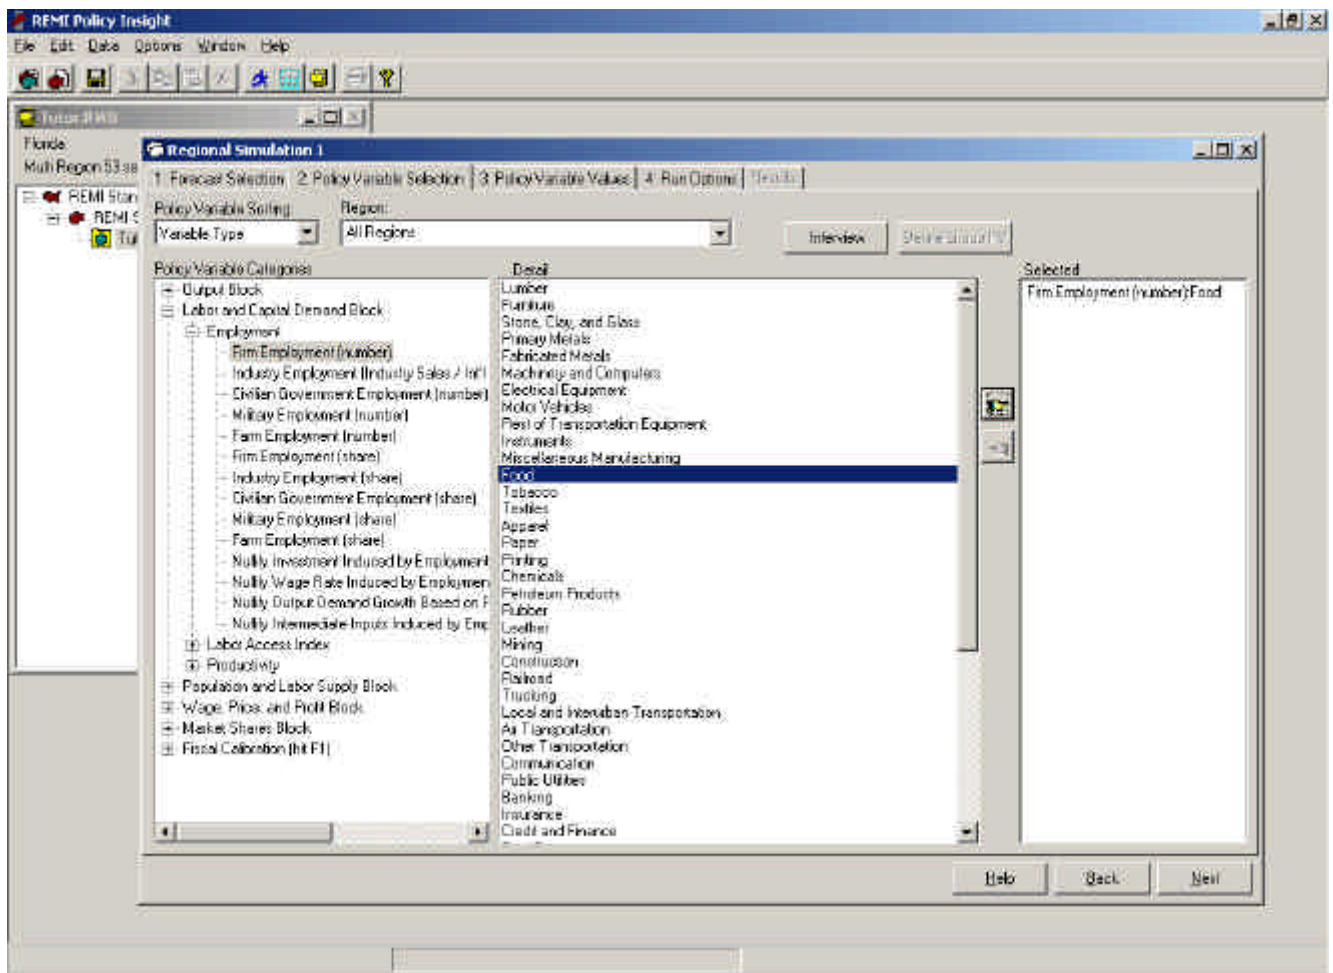 REMI Policy Insight
File Edit Data Options Window Help
Florida
Multi Region 53 se
REMI Stan
REMI S
Tu
Regional Simulation 1
1 Forecast Selection 2 Policy Variable Selection 3 Policy Variable Values 4 Run Options Results
Policy Variable Sorting: Region:
Variable Type All Regions Interview
Policy Variable Categories Detail Selected
Output Block
Labor and Capital Demand Block
Employment
Firm Employment (number)
Industry Employment (Industry Sales / Int'l
Civilian Government Employment (number)
Military Employment (number)
Farm Employment (number)
Firm Employment (share)
Industry Employment (share)
Civilian Government Employment (share)
Military Employment (share)
Farm Employment (share)
Nullify Investment Induced by Employment
Nullify Wage Rate Induced by Employmen
Nullify Output Demand Growth Based on F
Nullify Intermediate Inputs Induced by Emp
Labor Access Index
Productivity
Population and Labor Supply Block
Wage, Price, and Profit Block
Market Shares Block
Fiscal Calibration (hit F1)
Lumber
Furniture
Stone, Clay, and Glass
Primary Metals
Fabricated Metals
Machinery and Computers
Electrical Equipment
Motor Vehicles
Rest of Transportation Equipment
Instruments
Miscellaneous Manufacturing
Food
Tobacco
Textiles
Apparel
Paper
Printing
Chemicals
Petroleum Products
Rubber
Leather
Mining
Construction
Railroad
Trucking
Local and Interurban Transportation
Air Transportation
Other Transportation
Communication
Public Utilities
Banking
Insurance
Credit and Finance
Firm Employment (number):Food
Help Back Next